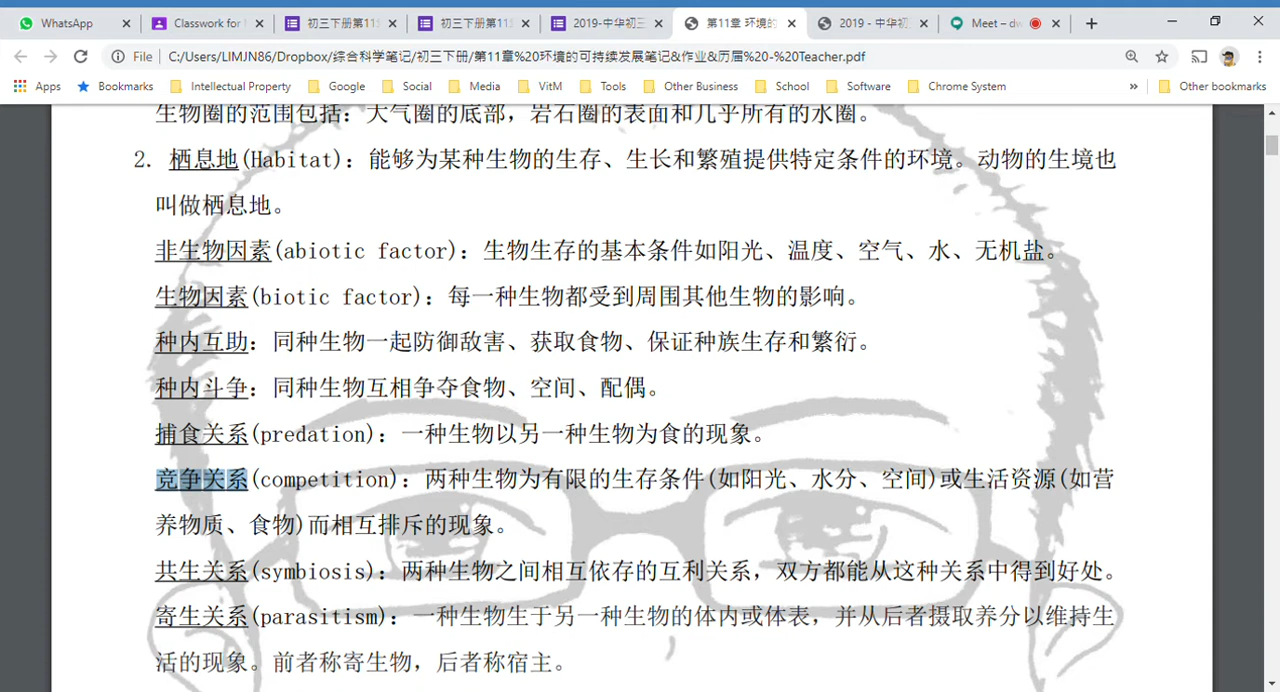 WhatsApp
Classwork for
初三下册第11
初三下册第11
2019-中华初三
第11章 环境的
2019 - 中华初
Meet – dw
File
C:/Users/LIMJN86/Dropbox/综合科学笔记/初三下册/第11章%20环境的可持续发展笔记&作业&历届%20-%20Teacher.pdf
Apps
Bookmarks
Intellectual Property
Google
Social
Media
VitM
Tools
Other Business
School
Software
Chrome System
»
Other bookmarks
生物圈的范围包括：大气圈的底部，岩石圈的表面和几乎所有的水圈。
2. 栖息地(Habitat)：能够为某种生物的生存、生长和繁殖提供特定条件的环境。动物的生境也
叫做栖息地。
非生物因素(abiotic factor)：生物生存的基本条件如阳光、温度、空气、水、无机盐。
生物因素(biotic factor)：每一种生物都受到周围其他生物的影响。
种内互助：同种生物一起防御敌害、获取食物、保证种族生存和繁衍。
种内斗争：同种生物互相争夺食物、空间、配偶。
捕食关系(predation)：一种生物以另一种生物为食的现象。
竞争关系(competition)：两种生物为有限的生存条件(如阳光、水分、空间)或生活资源(如营
养物质、食物)而相互排斥的现象。
共生关系(symbiosis)：两种生物之间相互依存的互利关系，双方都能从这种关系中得到好处。
寄生关系(parasitism)：一种生物生于另一种生物的体内或体表，并从后者摄取养分以维持生
活的现象。前者称寄生物，后者称宿主。